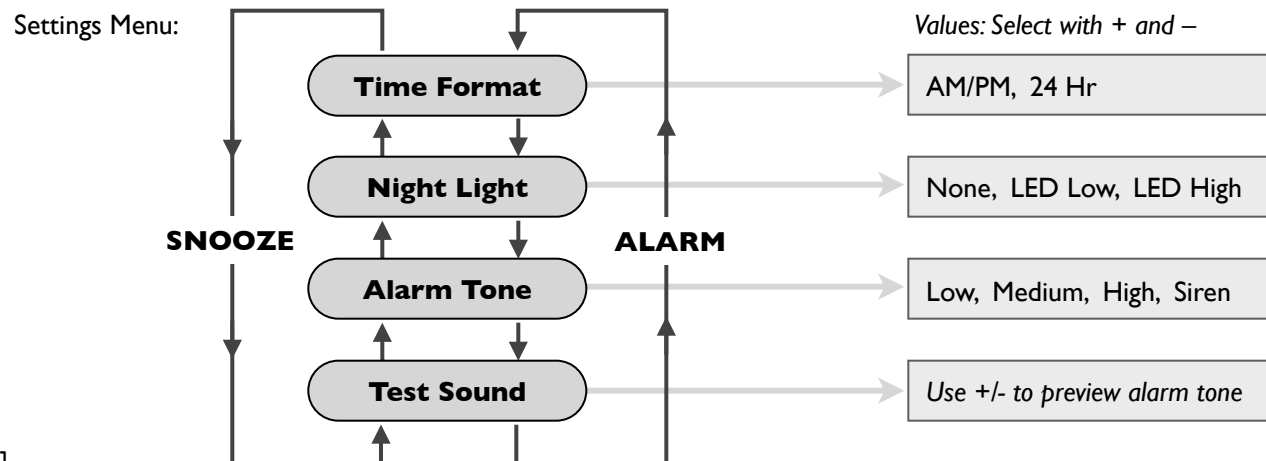 Settings Menu:
Values: Select with + and –
Time Format
AM/PM, 24 Hr
Night Light
None, LED Low, LED High
SNOOZE
ALARM
Alarm Tone
Low, Medium, High, Siren
Test Sound
Use +/- to preview alarm tone